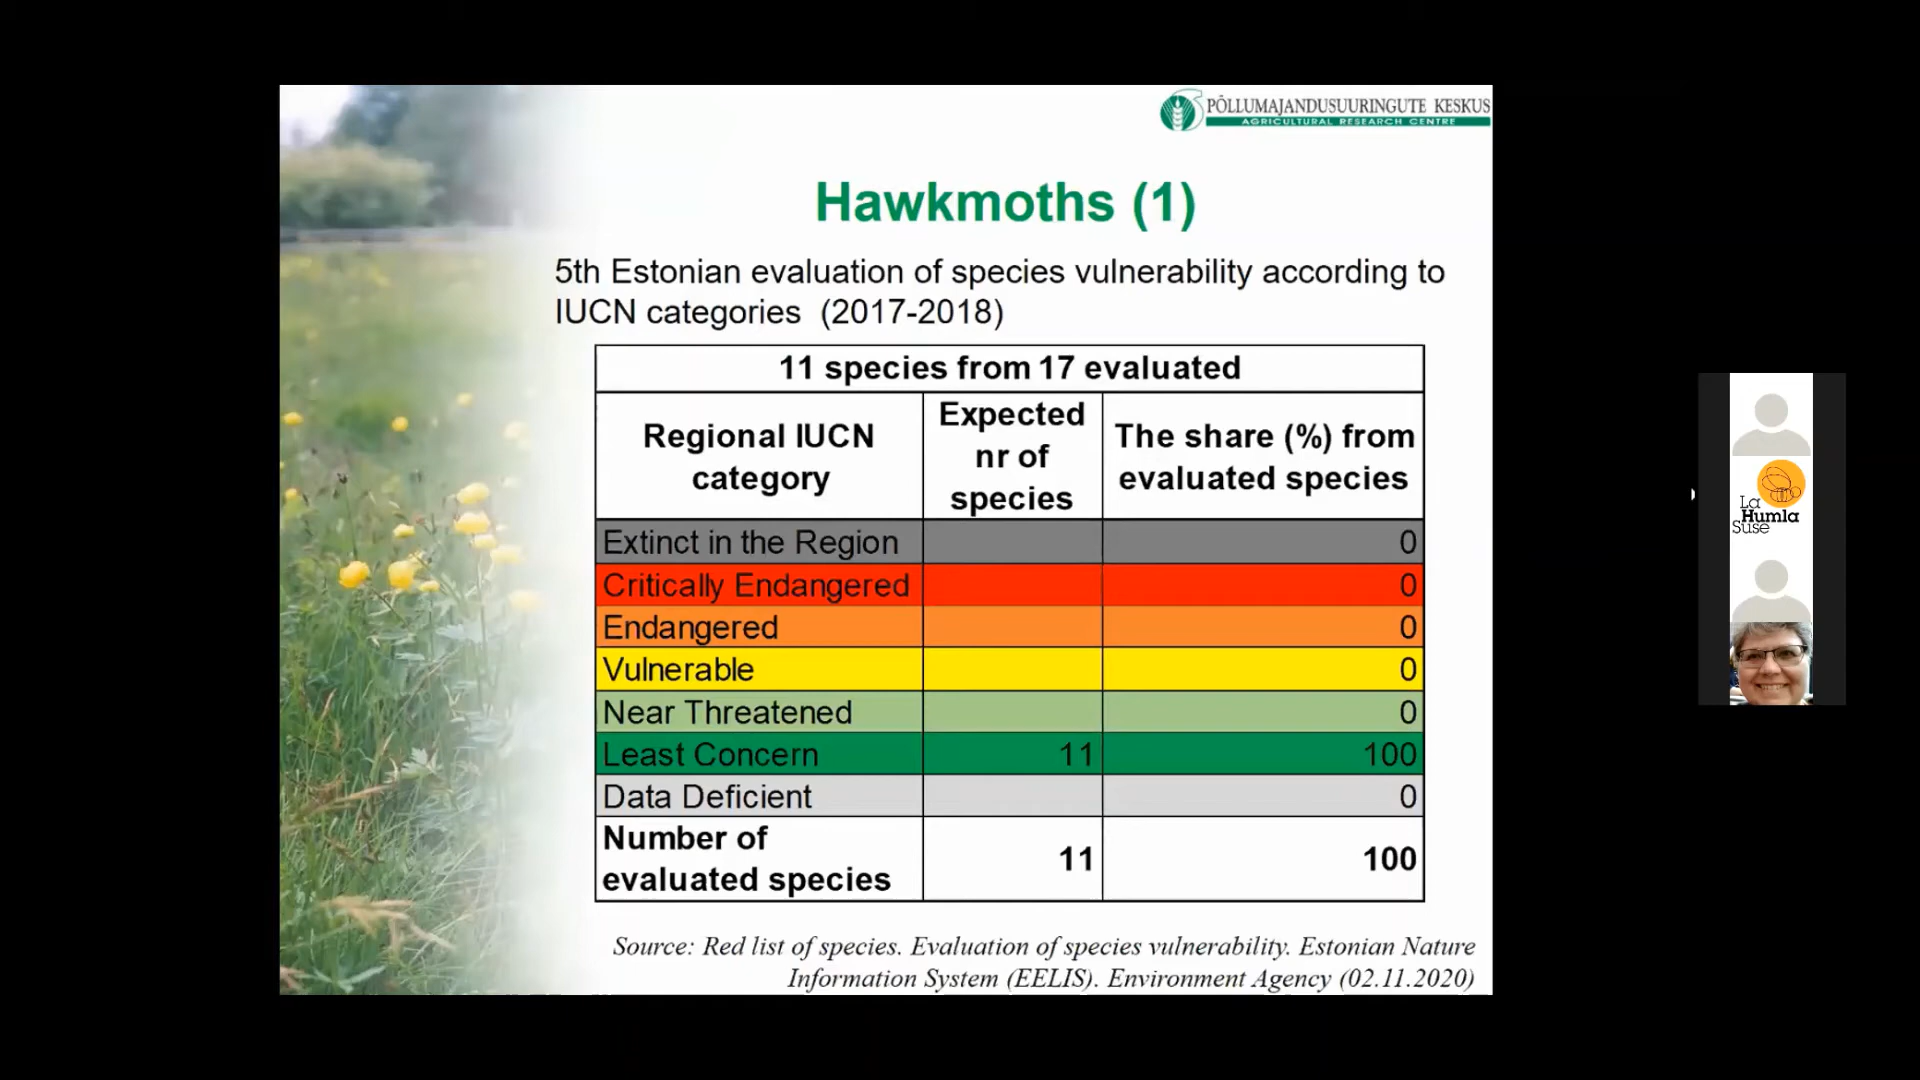 PÕLLUMAJANDUSUURINGUTE KESKUS
AGRICULTURAL RESEARCH CENTRE
Hawkmoths (1)
5th Estonian evaluation of species vulnerability according to
IUCN categories (2017-2018)
11 species from 17 evaluated
Regional IUCN
category
Expected
nr of
species
The share (%) from
evaluated species
Extinct in the Region 0
Critically Endangered 0
Endangered 0
Vulnerable 0
Near Threatened 0
Least Concern 11 100
Data Deficient 0
Number of
evaluated species 11 100
Source: Red list of species. Evaluation of species vulnerability. Estonian Nature
Information System (EELIS). Environment Agency (02.11.2020)
La
Humla
Suse